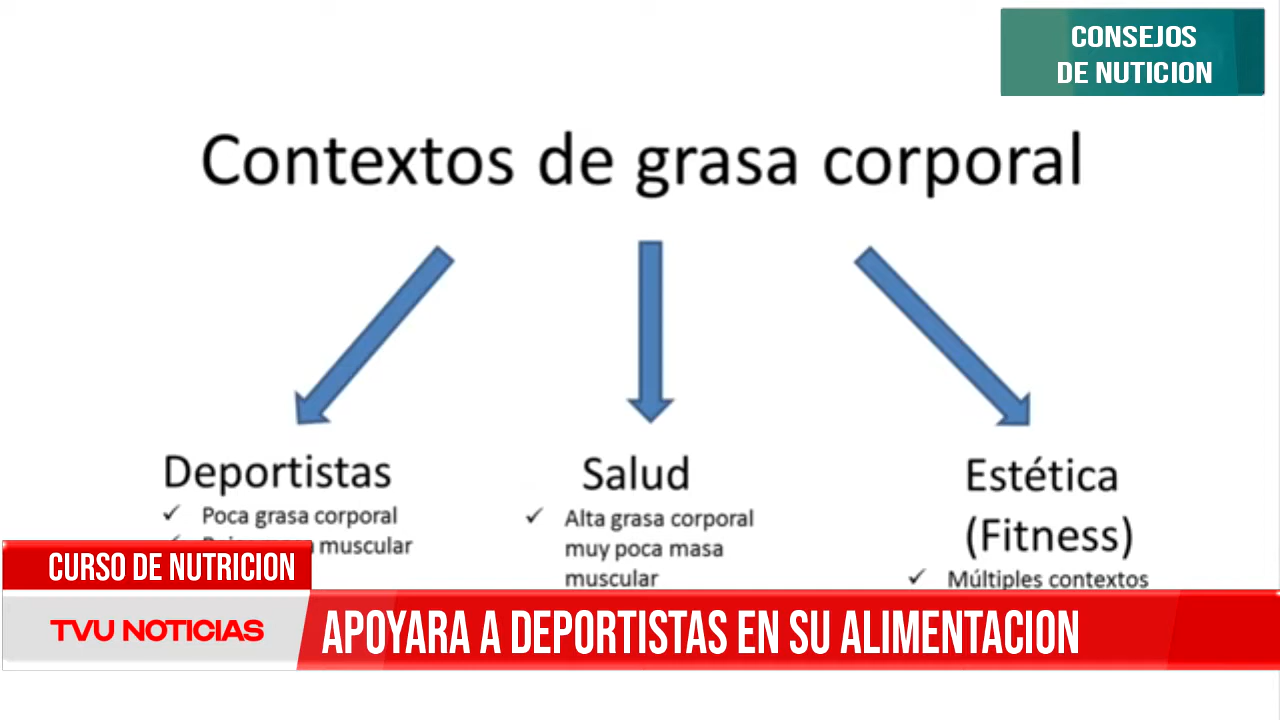 CONSEJOS
DE NUTICION
Contextos de grasa corporal
Deportistas
✓ Poca grasa corporal
muscular
Salud
✓ Alta grasa corporal
muy poca masa
muscular
Estética
(Fitness)
✓ Múltiples contextos
CURSO DE NUTRICION
TVU NOTICIAS
APOYARA A DEPORTISTAS EN SU ALIMENTACION